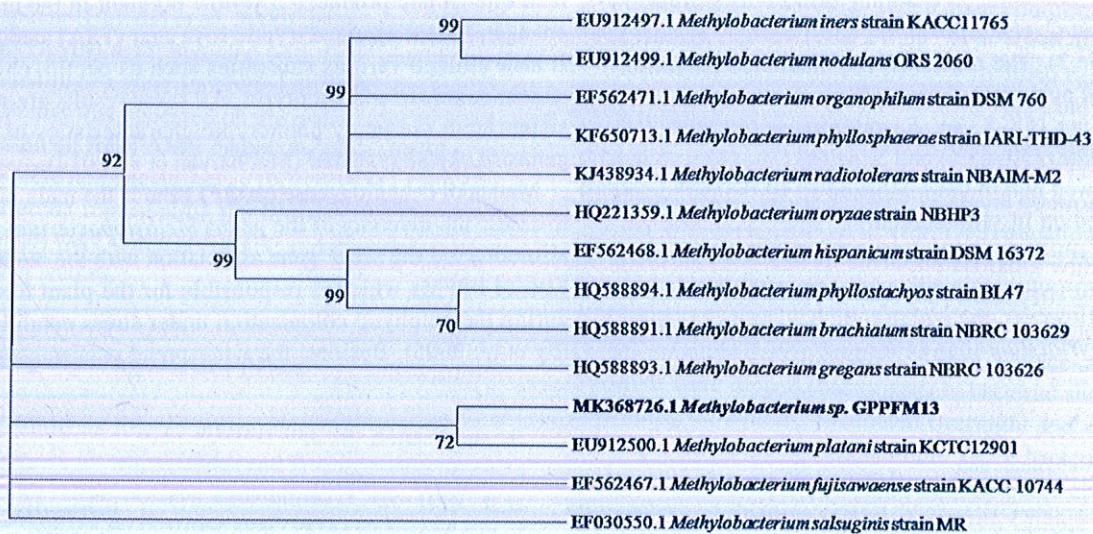 99
EU912497.1 Methylobacterium iners strain KACC11765
EU912499.1 Methylobacterium nodulans ORS 2060
99
EF562471.1 Methylobacterium organophilum strain DSM 760
KF650713.1 Methylobacterium phyllosphaerae strain IARI-THD-43
92
KJ438934.1 Methylobacterium radiotolerans strain NBAIM-M2
HQ221359.1 Methylobacterium oryzae strain NBHP3
99
EF562468.1 Methylobacterium hispanicum strain DSM 16372
99
HQ588894.1 Methylobacterium phyllostachyos strain BL47
70
HQ588891.1 Methylobacterium brachiatum strain NBRC 103629
HQ588893.1 Methylobacterium gregans strain NBRC 103626
MK368726.1 Methylobacterium sp. GPPFM13
72
EU912500.1 Methylobacterium platani strain KCTC12901
EF562467.1 Methylobacterium fujisawaense strain KACC 10744
EF030550.1 Methylobacterium salsuginis strain MR